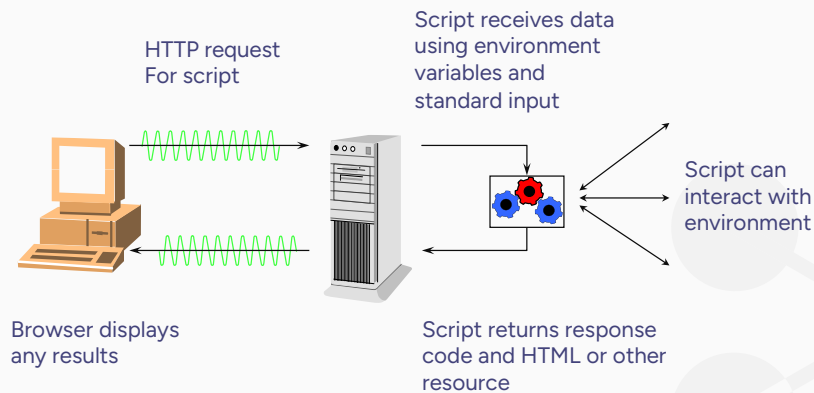 HTTP request
For script
Script receives data
using environment
variables and
standard input
Script can
interact with
environment
Browser displays
any results
Script returns response
code and HTML or other
resource